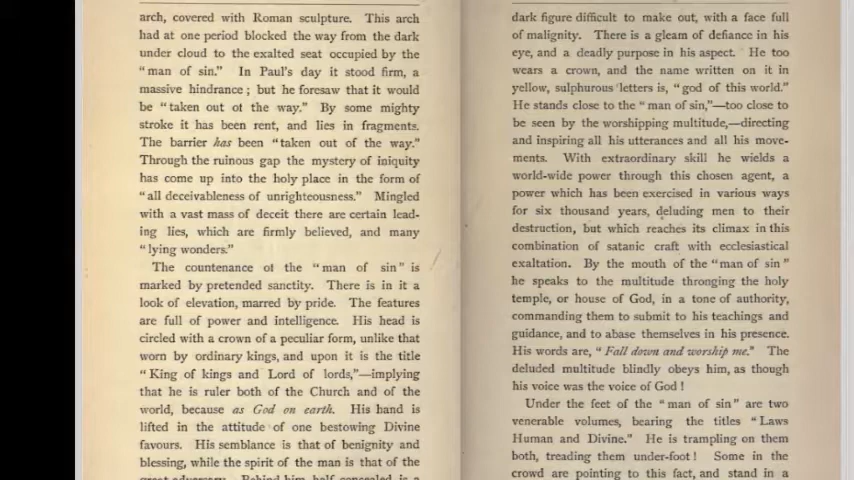 arch, covered with Roman sculpture. This arch
had at one period blocked the way from the dark
under cloud to the exalted seat occupied by the
“man of sin.” In Paul's day it stood firm, a
massive hindrance; but he foresaw that it would
be “taken out of the way.” By some mighty
stroke it has been rent, and lies in fragments.
The barrier has been “taken out of the way.”
Through the ruinous gap the mystery of iniquity
has come up into the holy place in the form of
“all deceivableness of unrighteousness.” Mingled
with a vast mass of deceit there are certain lead-
ing lies, which are firmly believed, and many
“lying wonders.”
The countenance of the “man of sin” is
marked by pretended sanctity. There is in it a
look of elevation, marred by pride. The features
are full of power and intelligence. His head is
circled with a crown of a peculiar form, unlike that
worn by ordinary kings, and upon it is the title
“King of kings and Lord of lords,”—implying
that he is ruler both of the Church and of the
world, because as God on earth. His hand is
lifted in the attitude of one bestowing Divine
favours. His semblance is that of benignity and
blessing, while the spirit of the man is that of the
great adversary. Behind him, half concealed is a
dark figure difficult to make out, with a face full
of malignity. There is a gleam of defiance in his
eye, and a deadly purpose in his aspect. He too
wears a crown, and the name written on it in
yellow, sulphurous letters is, “god of this world.”
He stands close to the “man of sin,”—too close to
be seen by the worshipping multitude,—directing
and inspiring all his utterances and all his move-
ments. With extraordinary skill he wields a
world-wide power through this chosen agent, a
power which has been exercised in various ways
for six thousand years, deluding men to their
destruction, but which reaches its climax in this
combination of satanic craft with ecclesiastical
exaltation. By the mouth of the “man of sin”
he speaks to the multitude thronging the holy
temple, or house of God, in a tone of authority,
commanding them to submit to his teachings and
guidance, and to abase themselves in his presence.
His words are, “Fall down and worship me.” The
deluded multitude blindly obeys him, as though
his voice was the voice of God!
Under the feet of the “man of sin” are two
venerable volumes, bearing the titles “Laws
Human and Divine.” He is trampling on them
both, treading them under-foot! Some in the
crowd are pointing to this fact, and stand in a